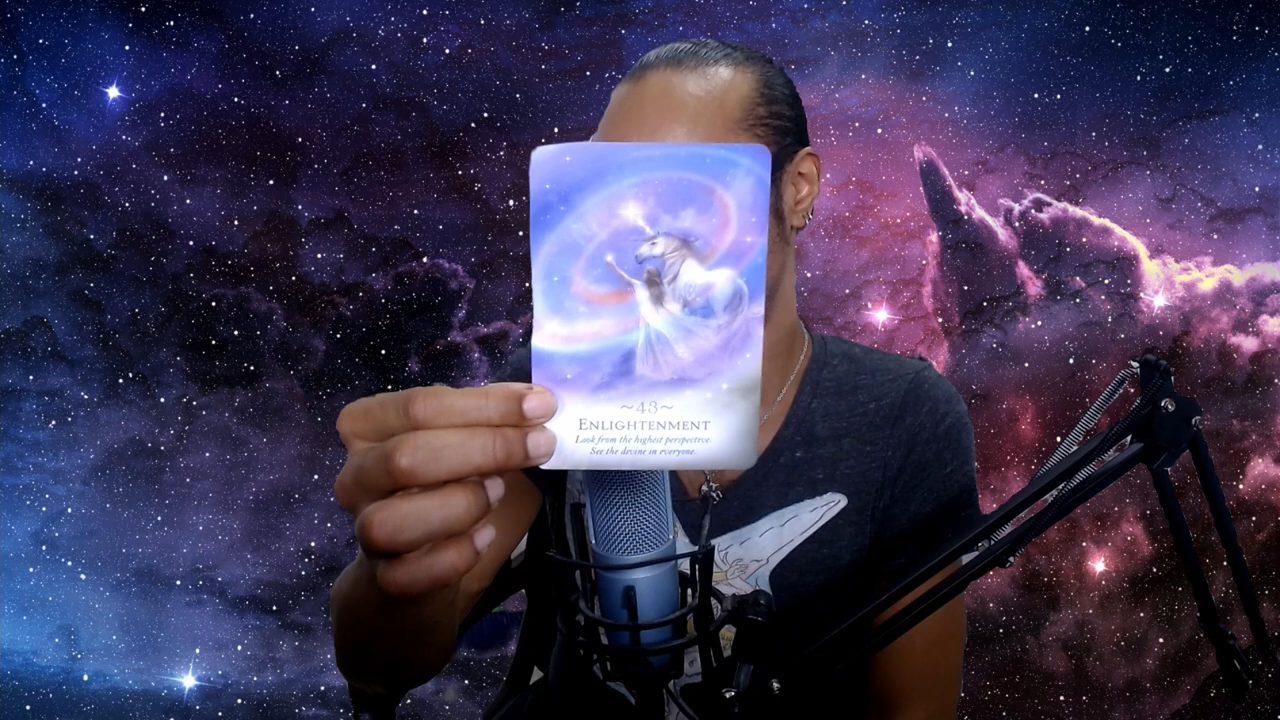 ~43~
ENLIGHTENMENT
Look from the highest perspective.
See the divine in everyone.